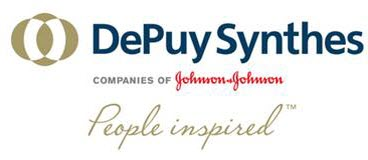 DePuy Synthes
COMPANIES OF Johnson & Johnson
People inspired™